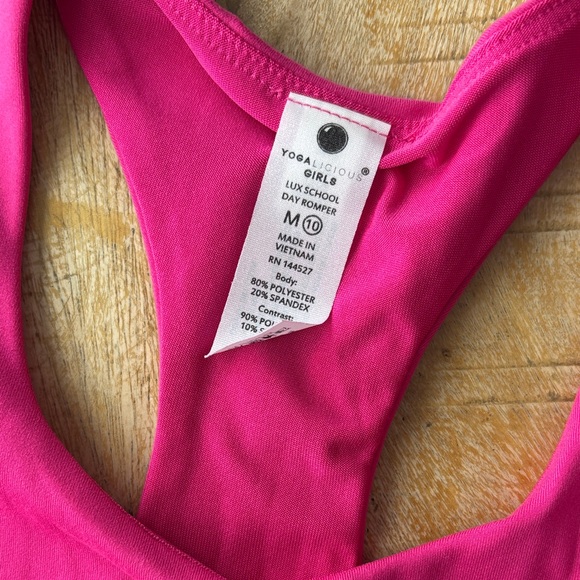 YOGALICIOUS®
GIRLS
LUX SCHOOL
DAY ROMPER
M 10
MADE IN
VIETNAM
RN 144527
Body:
80% POLYESTER
20% SPANDEX
Contrast:
90%
10%